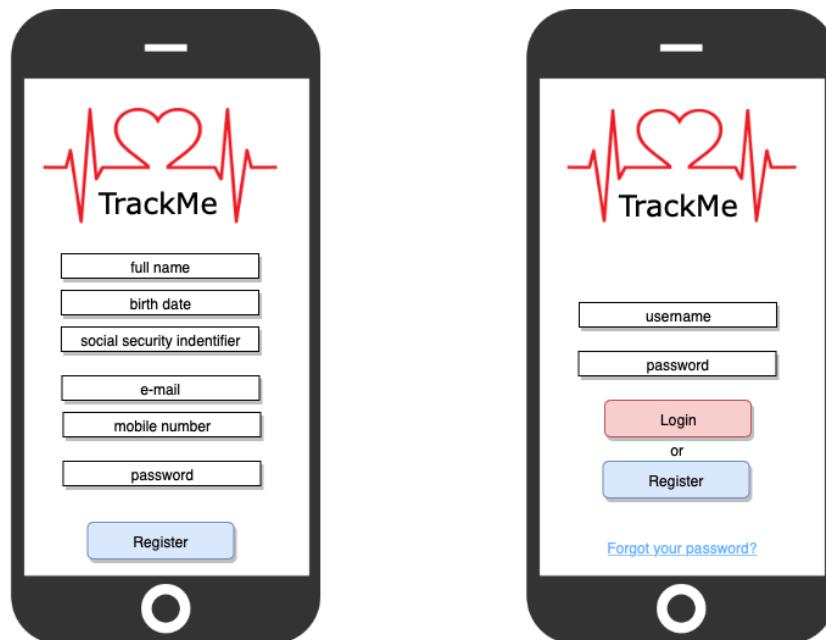 TrackMe
full name
birth date
social security indentifier
e-mail
mobile number
password
Register
TrackMe
username
password
Login
or
Register
Forgot your password?